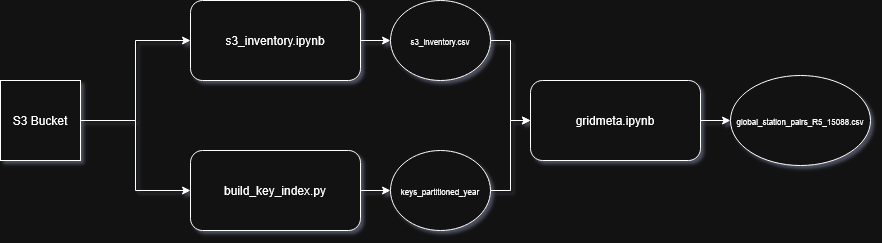 s3_inventory.ipynb
s3_inventory.csv
S3 Bucket
gridmeta.ipynb
global_station_pairs_R5_15088.csv
build_key_index.py
keys_partitioned_year